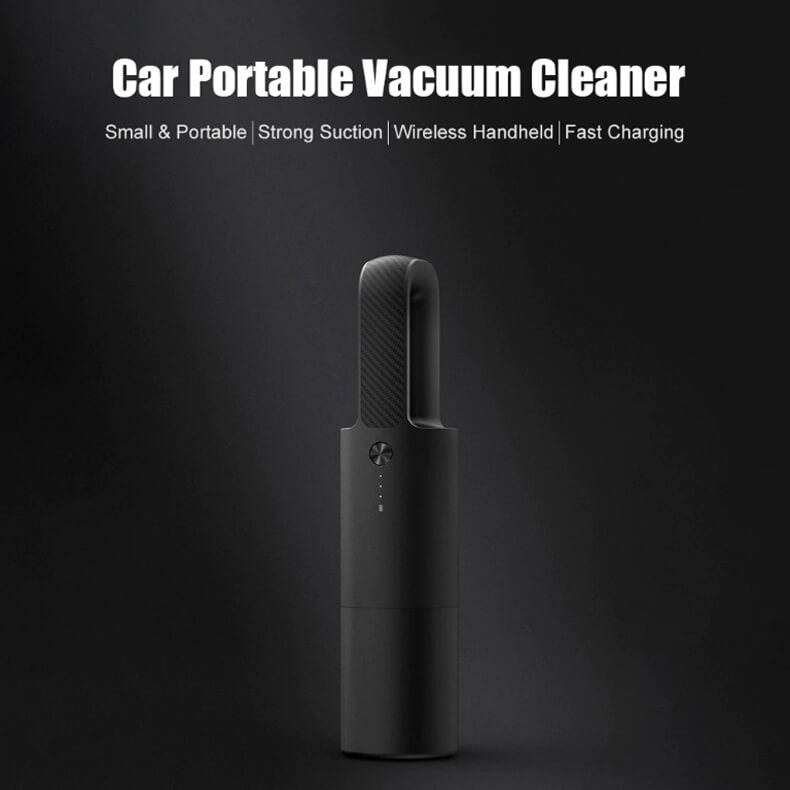 Car Portable Vacuum Cleaner
Small & Portable | Strong Suction | Wireless Handheld | Fast Charging